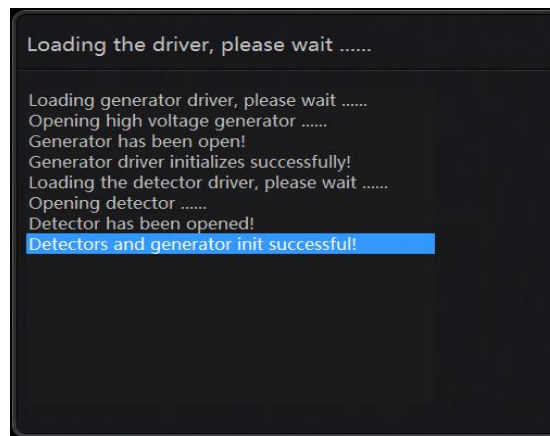 Loading the driver, please wait ......
Loading generator driver, please wait ......
Opening high voltage generator ......
Generator has been open!
Generator driver initializes successfully!
Loading the detector driver, please wait ......
Opening detector ......
Detector has been opened!
Detectors and generator init successful!